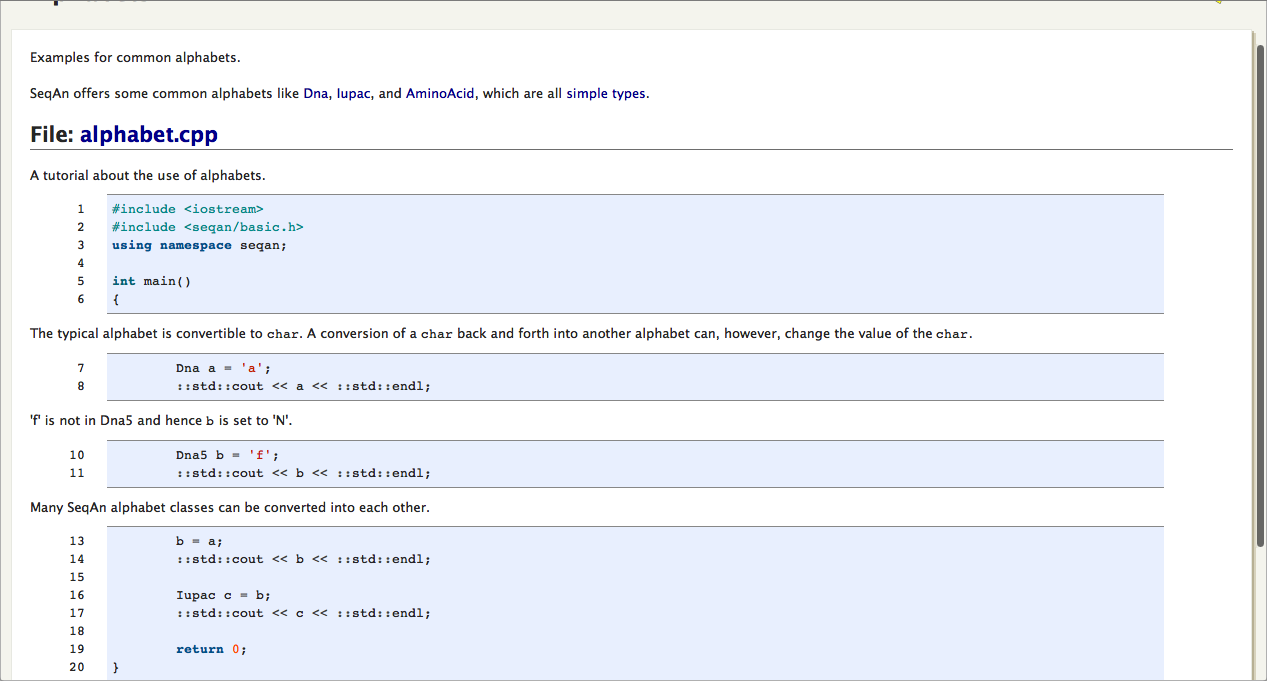 Examples for common alphabets.
SeqAn offers some common alphabets like Dna, Iupac, and AminoAcid, which are all simple types.
File: alphabet.cpp
A tutorial about the use of alphabets.
1 #include <iostream>
2 #include <seqan/basic.h>
3 using namespace seqan;
4
5 int main()
6 {
The typical alphabet is convertible to char. A conversion of a char back and forth into another alphabet can, however, change the value of the char.
7 Dna a = 'a';
8 ::std::cout << a << ::std::endl;
'f' is not in Dna5 and hence b is set to 'N'.
10 Dna5 b = 'f';
11 ::std::cout << b << ::std::endl;
Many SeqAn alphabet classes can be converted into each other.
13 b = a;
14 ::std::cout << b << ::std::endl;
15
16 Iupac c = b;
17 ::std::cout << c << ::std::endl;
18
19 return 0;
20 }